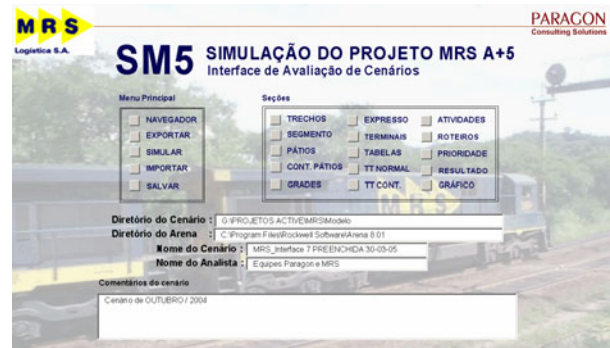 MRS
Logística S.A.
PARAGON
Consulting Solutions
SM5 SIMULAÇÃO DO PROJETO MRS A+5
Interface de Avaliação de Cenários
Menu Principal
NAVEGADOR
EXPORTAR
SIMULAR
IMPORTAR
SALVAR
Seções
TRECHOS EXPRESSO ATIVIDADES
SEGMENTO TERMINAIS ROTEIROS
PÁTIOS TABELAS PRIORIDADE
CONT. PÁTIOS TT NORMAL RESULTADO
GRADES TT CONT. GRÁFICO
MRS
Diretório do Cenário : G:\PROJETOS ACTIVE\MRS\Modelo
Diretório do Arena : C:\Program Files\Rockwell Software\Arena 8.01
Nome do Cenário : MRS_Interface 7 PREENCHIDA 30-03-05
Nome do Analista : Equipes Paragon e MRS
Comentários do cenário
Cenário de OUTUBRO / 2004